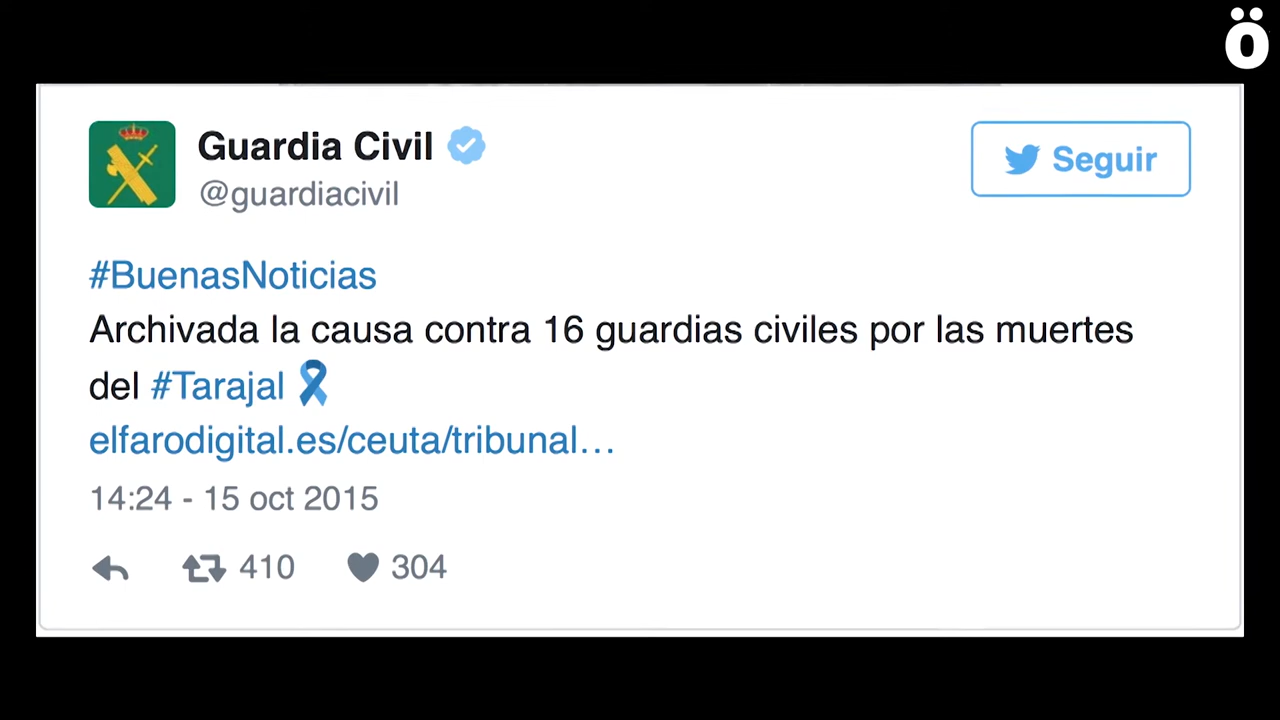 ö
Guardia Civil
@guardiacivil
Seguir
#BuenasNoticias
Archivada la causa contra 16 guardias civiles por las muertes
del #Tarajal
elfarodigital.es/ceuta/tribunal…
14:24 - 15 oct 2015
410 304